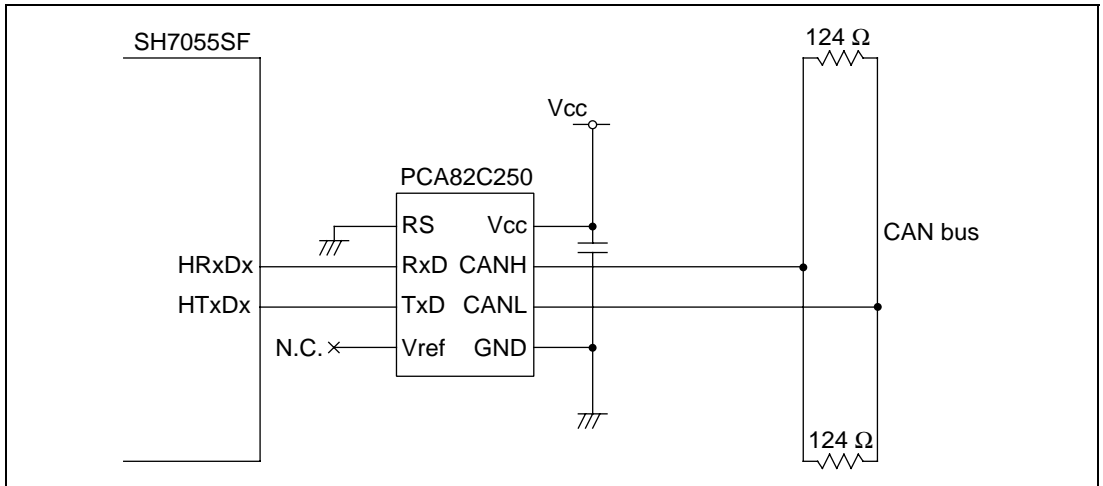 SH7055SF
124 Ω
Vcc
PCA82C250
RS Vcc
CAN bus
HRxDx RxD CANH
HTxDx TxD CANL
N.C. Vref GND
124 Ω